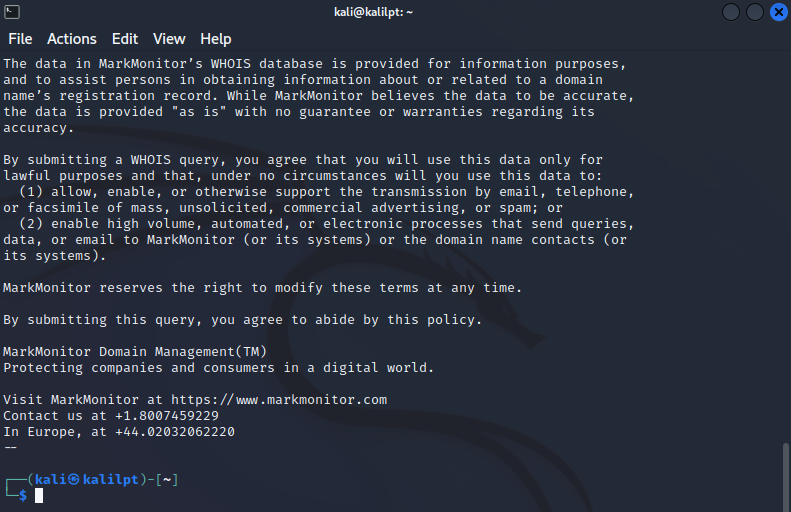 kali@kalilpt: ~
File Actions Edit View Help
The data in MarkMonitor’s WHOIS database is provided for information purposes,
and to assist persons in obtaining information about or related to a domain
name’s registration record. While MarkMonitor believes the data to be accurate,
the data is provided "as is" with no guarantee or warranties regarding its
accuracy.
By submitting a WHOIS query, you agree that you will use this data only for
lawful purposes and that, under no circumstances will you use this data to:
(1) allow, enable, or otherwise support the transmission by email, telephone,
or facsimile of mass, unsolicited, commercial advertising, or spam; or
(2) enable high volume, automated, or electronic processes that send queries,
data, or email to MarkMonitor (or its systems) or the domain name contacts (or
its systems).
MarkMonitor reserves the right to modify these terms at any time.
By submitting this query, you agree to abide by this policy.
MarkMonitor Domain Management(TM)
Protecting companies and consumers in a digital world.
Visit MarkMonitor at https://www.markmonitor.com
Contact us at +1.8007459229
In Europe, at +44.02032062220
--
┌──(kali㉿kalilpt)-[~]
└─$